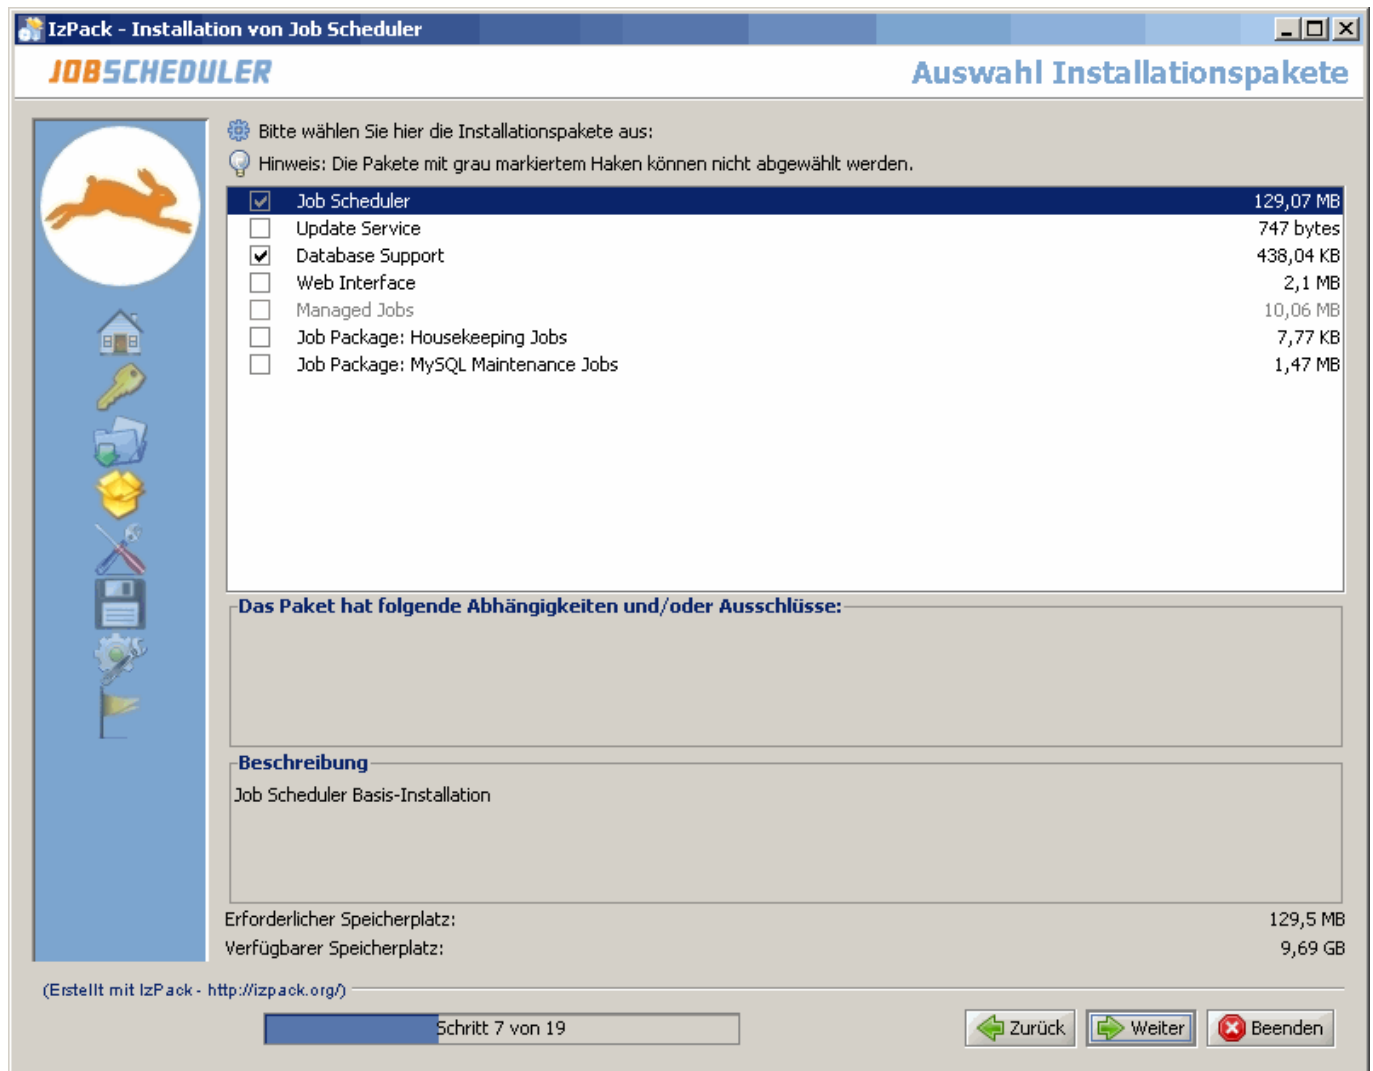 IzPack - Installation von Job Scheduler
JOBSCHEDULER
Auswahl Installationspakete
Bitte wählen Sie hier die Installationspakete aus:
Hinweis: Die Pakete mit grau markiertem Haken können nicht abgewählt werden.
Job Scheduler 129,07 MB
Update Service 747 bytes
Database Support 438,04 KB
Web Interface 2,1 MB
Managed Jobs 10,06 MB
Job Package: Housekeeping Jobs 7,77 KB
Job Package: MySQL Maintenance Jobs 1,47 MB
Das Paket hat folgende Abhängigkeiten und/oder Ausschlüsse:
Beschreibung
Job Scheduler Basis-Installation
Erforderlicher Speicherplatz: 129,5 MB
Verfügbarer Speicherplatz: 9,69 GB
(Erstellt mit IzPack - http://izpack.org/)
Schritt 7 von 19
Zurück
Weiter
Beenden